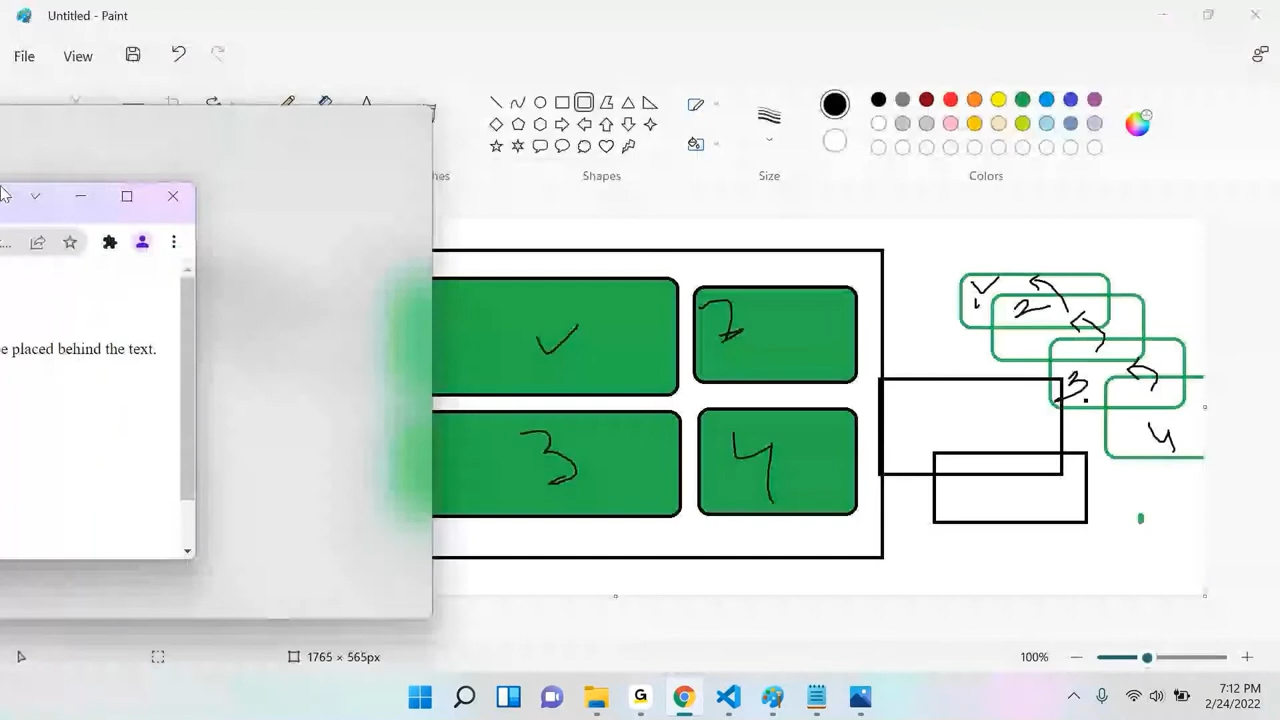 Untitled - Paint
File
View
hes
Shapes
Size
Colors
...
e placed behind the text.
2
3
4
2
3.
4
1765 × 565px
100%
G
7:12 PM
2/24/2022